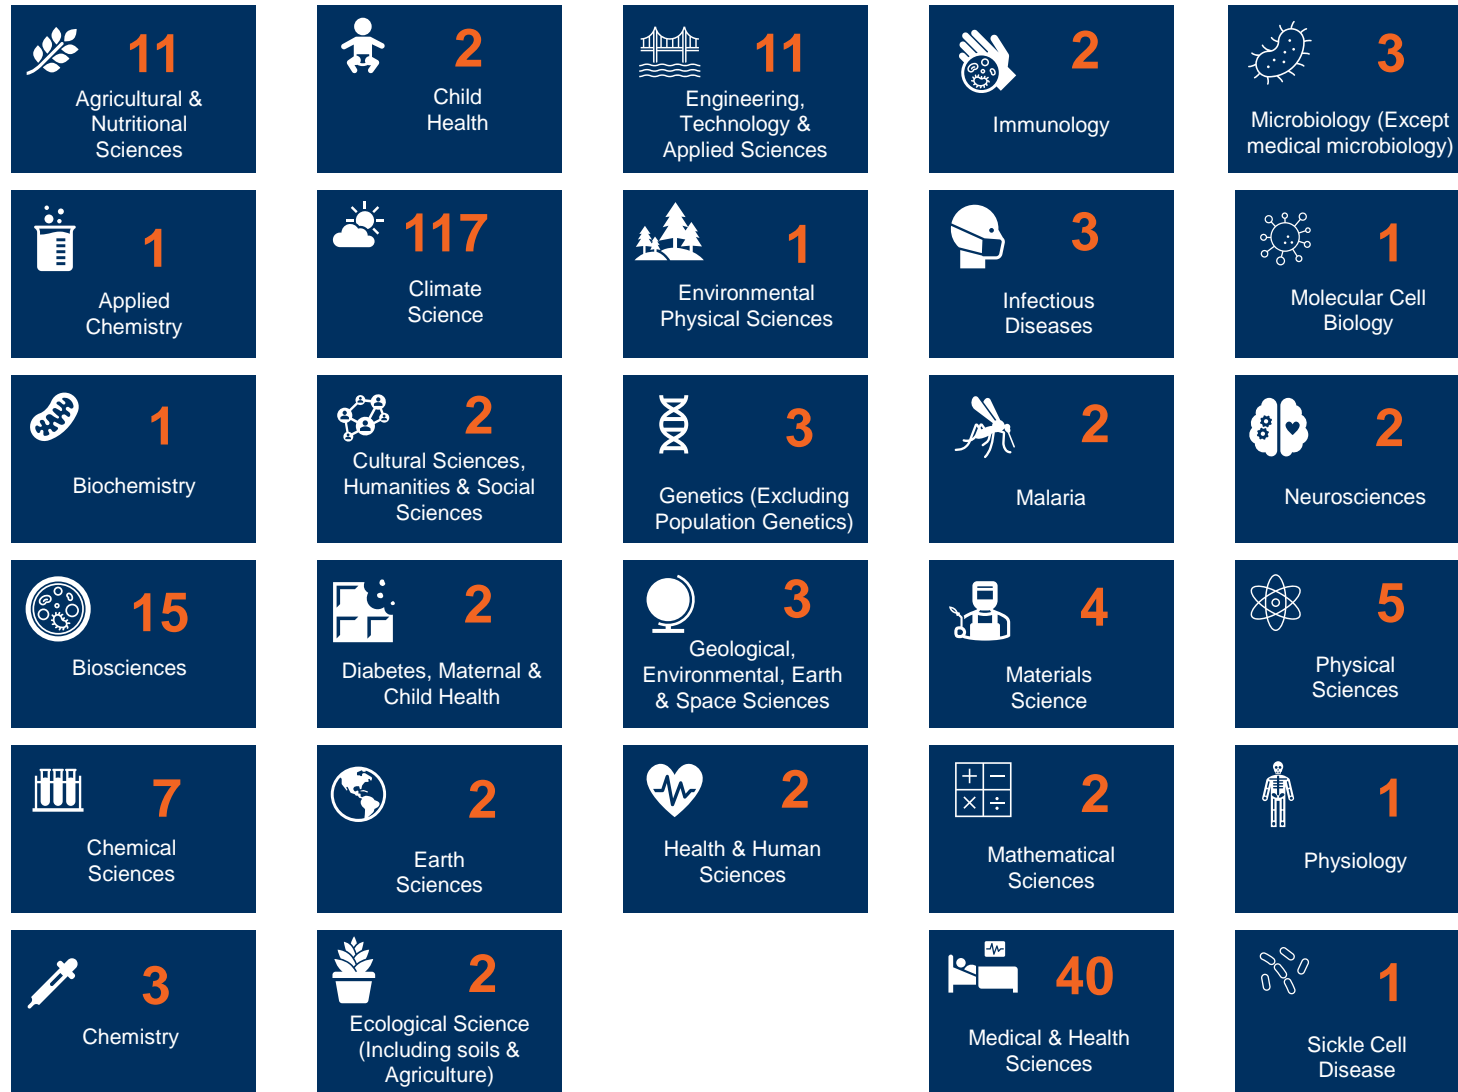 11
Agricultural &
Nutritional
Sciences
2
Child
Health
11
Engineering,
Technology &
Applied Sciences
2
Immunology
3
Microbiology (Except
medical microbiology)
1
Applied
Chemistry
117
Climate
Science
1
Environmental
Physical Sciences
3
Infectious
Diseases
1
Molecular Cell
Biology
1
Biochemistry
2
Cultural Sciences,
Humanities & Social
Sciences
3
Genetics (Excluding
Population Genetics)
2
Malaria
2
Neurosciences
15
Biosciences
2
Diabetes, Maternal &
Child Health
3
Geological,
Environmental, Earth
& Space Sciences
4
Materials
Science
5
Physical
Sciences
7
Chemical
Sciences
2
Earth
Sciences
2
Health & Human
Sciences
2
Mathematical
Sciences
1
Physiology
3
Chemistry
2
Ecological Science
(Including soils &
Agriculture)
40
Medical & Health
Sciences
1
Sickle Cell
Disease